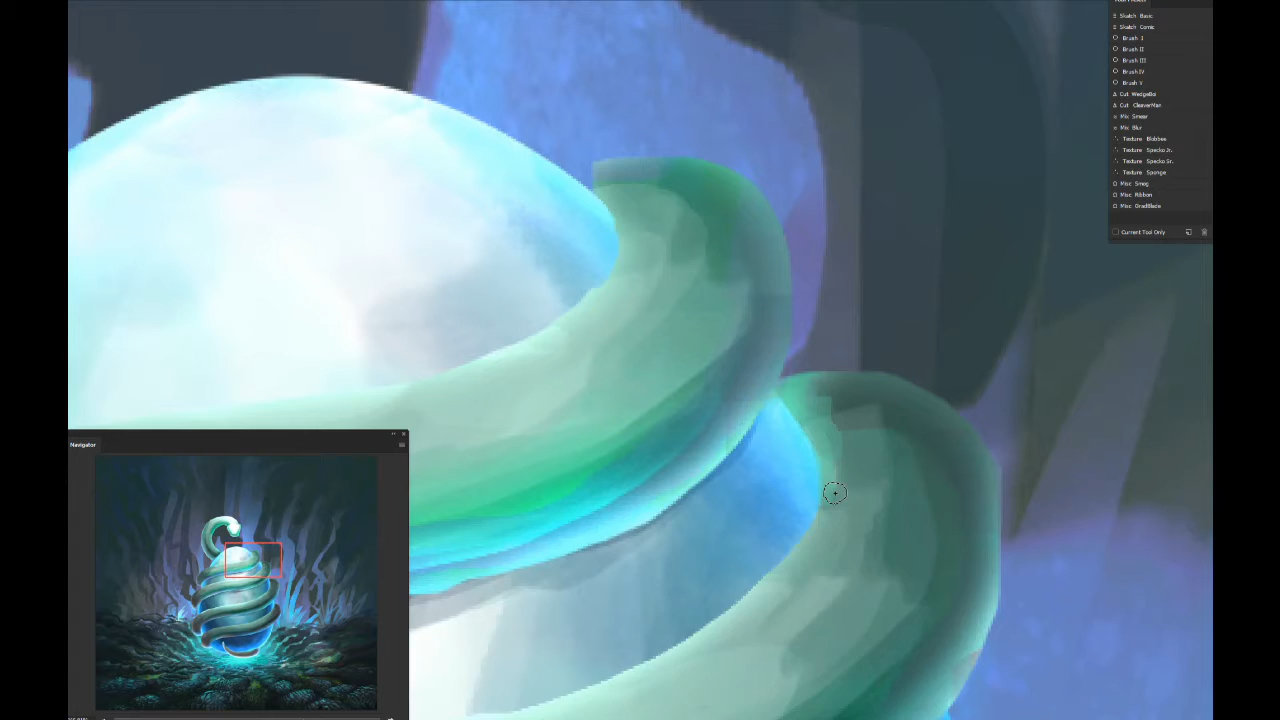 Sketch Basic
Sketch Comic
Brush I
Brush II
Brush III
Brush IV
Brush V
Cut WedgeBoi
Cut CleaverMan
Mix Smear
Mix Blur
Texture Blobbee
Texture Specko Jr.
Texture Specko Sr.
Texture Sponge
Misc Smog
Misc Ribbon
Misc GradBlade
Current Tool Only
Navigator